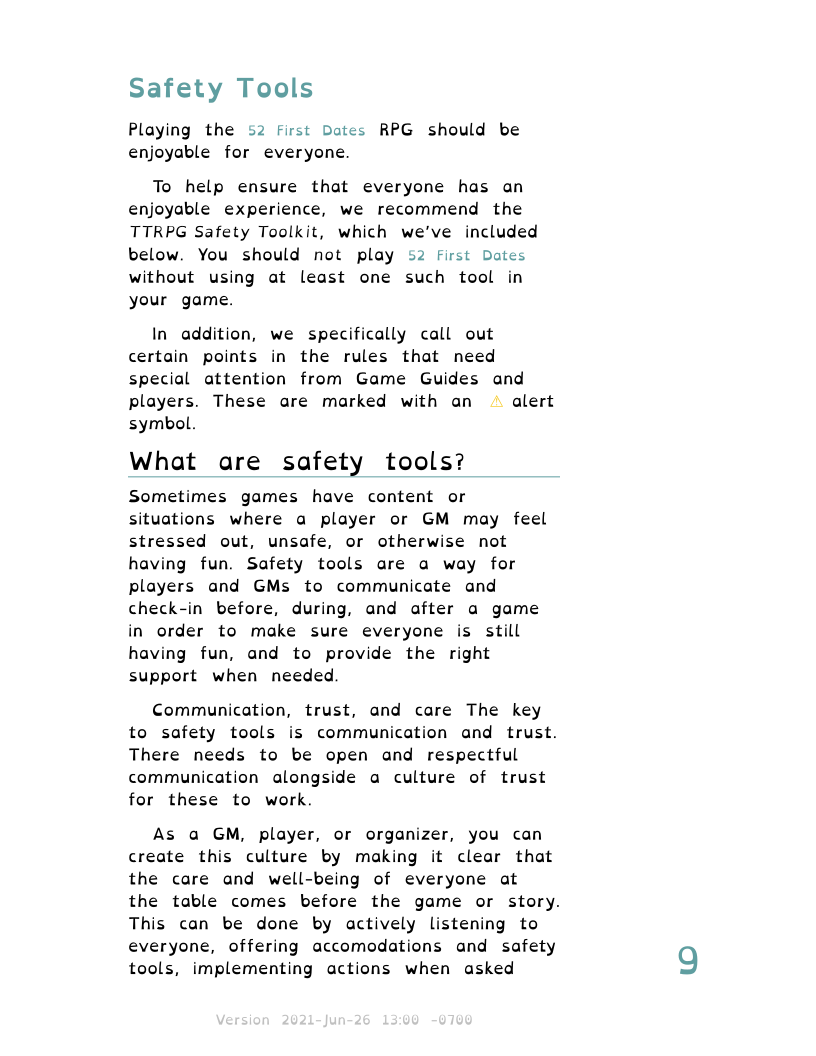 Safety Tools
Playing the 52 First Dates RPG should be
enjoyable for everyone.
To help ensure that everyone has an
enjoyable experience, we recommend the
TTRPG Safety Toolkit, which we've included
below. You should not play 52 First Dates
without using at least one such tool in
your game.
In addition, we specifically call out
certain points in the rules that need
special attention from Game Guides and
players. These are marked with an ⚠ alert
symbol.
What are safety tools?
Sometimes games have content or
situations where a player or GM may feel
stressed out, unsafe, or otherwise not
having fun. Safety tools are a way for
players and GMs to communicate and
check-in before, during, and after a game
in order to make sure everyone is still
having fun, and to provide the right
support when needed.
Communication, trust, and care The key
to safety tools is communication and trust.
There needs to be open and respectful
communication alongside a culture of trust
for these to work.
As a GM, player, or organizer, you can
create this culture by making it clear that
the care and well-being of everyone at
the table comes before the game or story.
This can be done by actively listening to
everyone, offering accomodations and safety
tools, implementing actions when asked
9
Version 2021-Jun-26 13:00 -0700